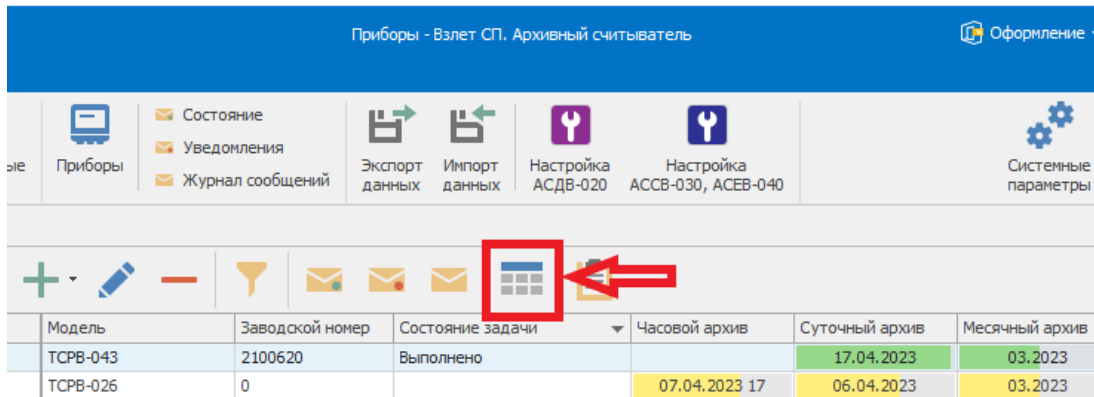 Приборы - Взлет СП. Архивный считыватель
Оформление
ые
Приборы
Состояние
Уведомления
Журнал сообщений
Экспорт
данных
Импорт
данных
Настройка
АСДВ-020
Настройка
АССВ-030, АСЕВ-040
Системные
параметры
Модель Заводской номер Состояние задачи Часовой архив Суточный архив Месячный архив
ТСРВ-043 2100620 Выполнено 17.04.2023 03.2023
ТСРВ-026 0 07.04.2023 17 06.04.2023 03.2023